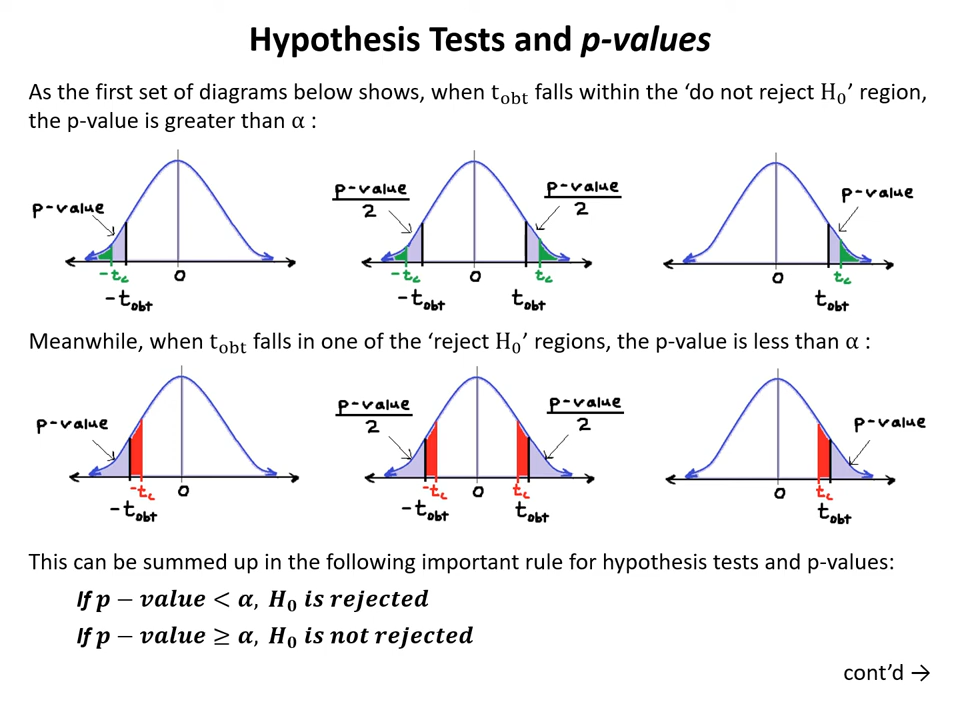 Hypothesis Tests and p-values
As the first set of diagrams below shows, when t_obt falls within the ‘do not reject H₀’ region,
the p-value is greater than α :
p-value
-t_c
0
-t_obt
p-value
2
p-value
2
-t_c
0
t_c
-t_obt
t_obt
p-value
0
t_c
t_obt
Meanwhile, when t_obt falls in one of the ‘reject H₀’ regions, the p-value is less than α :
p-value
-t_c
0
-t_obt
p-value
2
p-value
2
-t_c
0
t_c
-t_obt
t_obt
p-value
0
t_c
t_obt
This can be summed up in the following important rule for hypothesis tests and p-values:
If p − value < α, H₀ is rejected
If p − value ≥ α, H₀ is not rejected
cont’d →